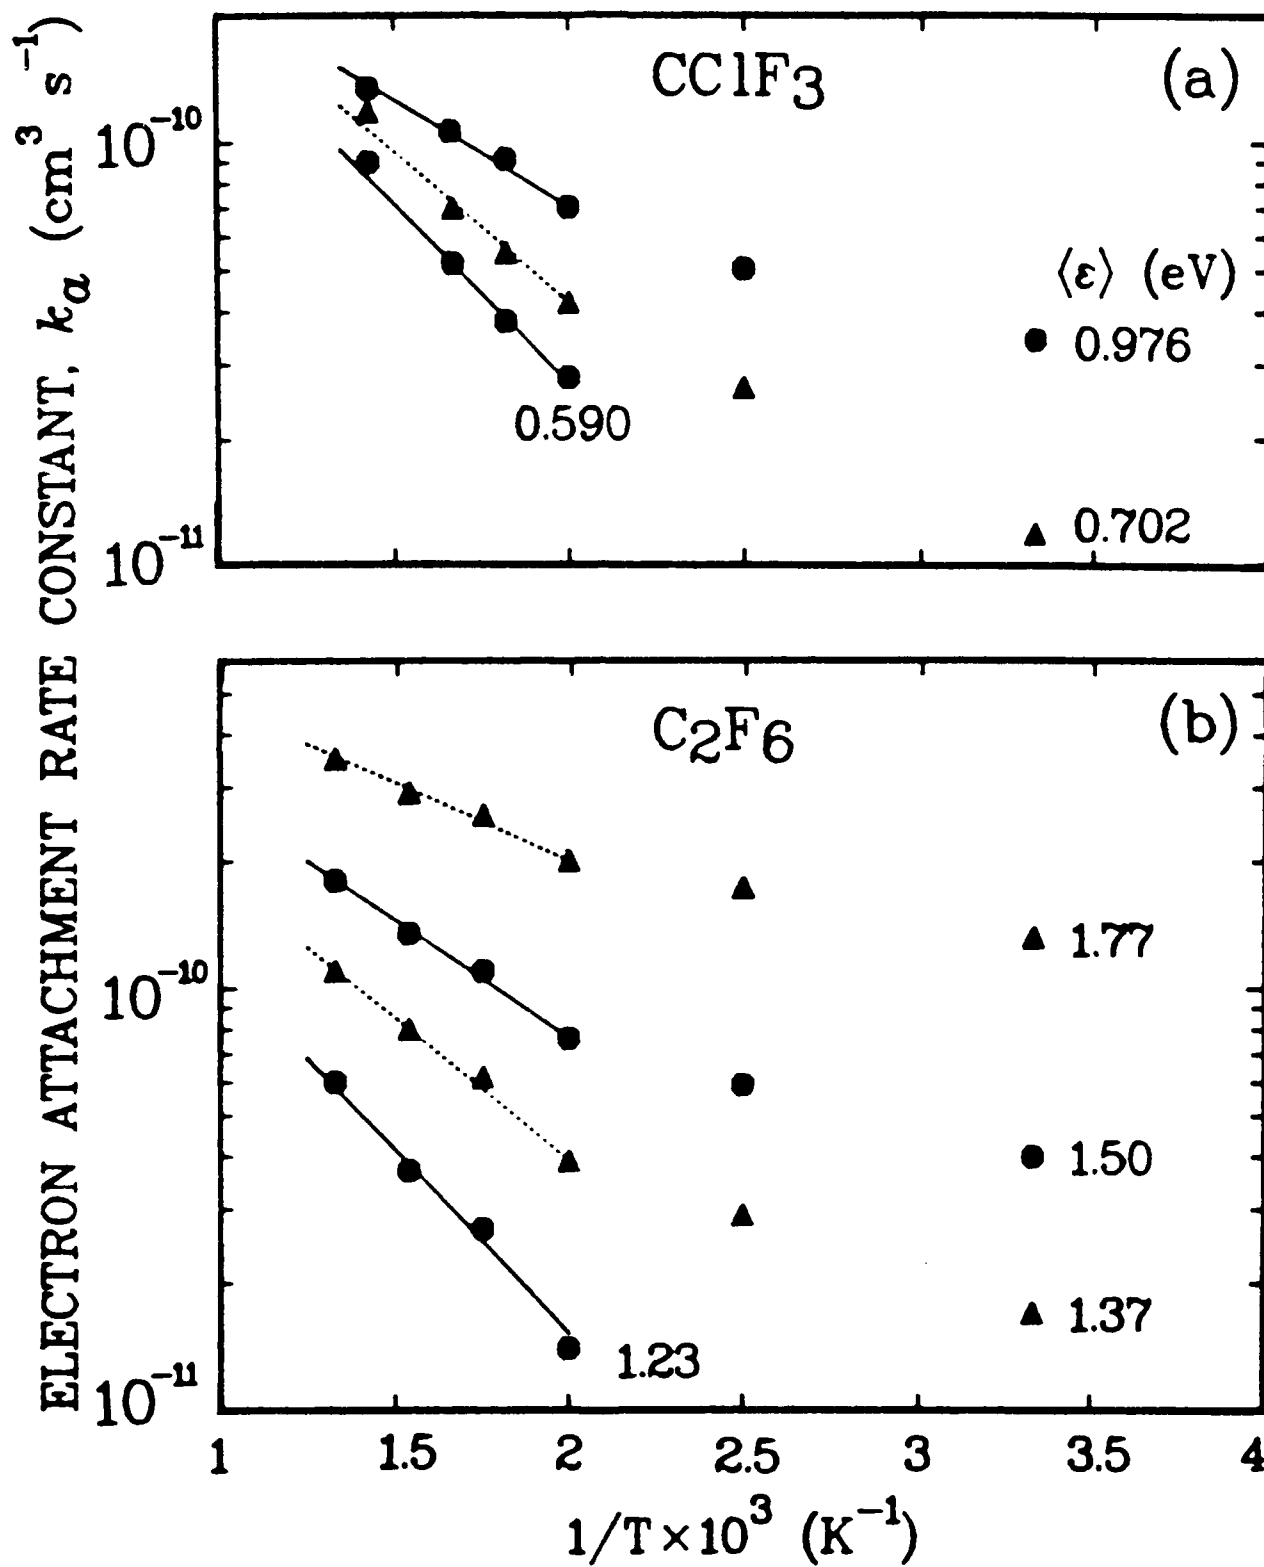 ELECTRON ATTACHMENT RATE CONSTANT, kₐ (cm³ s⁻¹)
CClF₃
(a)
10⁻¹⁰
⟨ε⟩ (eV)
0.976
0.590
0.702
10⁻¹¹
C₂F₆
(b)
1.77
10⁻¹⁰
1.50
1.37
1.23
10⁻¹¹
1 1.5 2 2.5 3 3.5 4
1/T×10³ (K⁻¹)